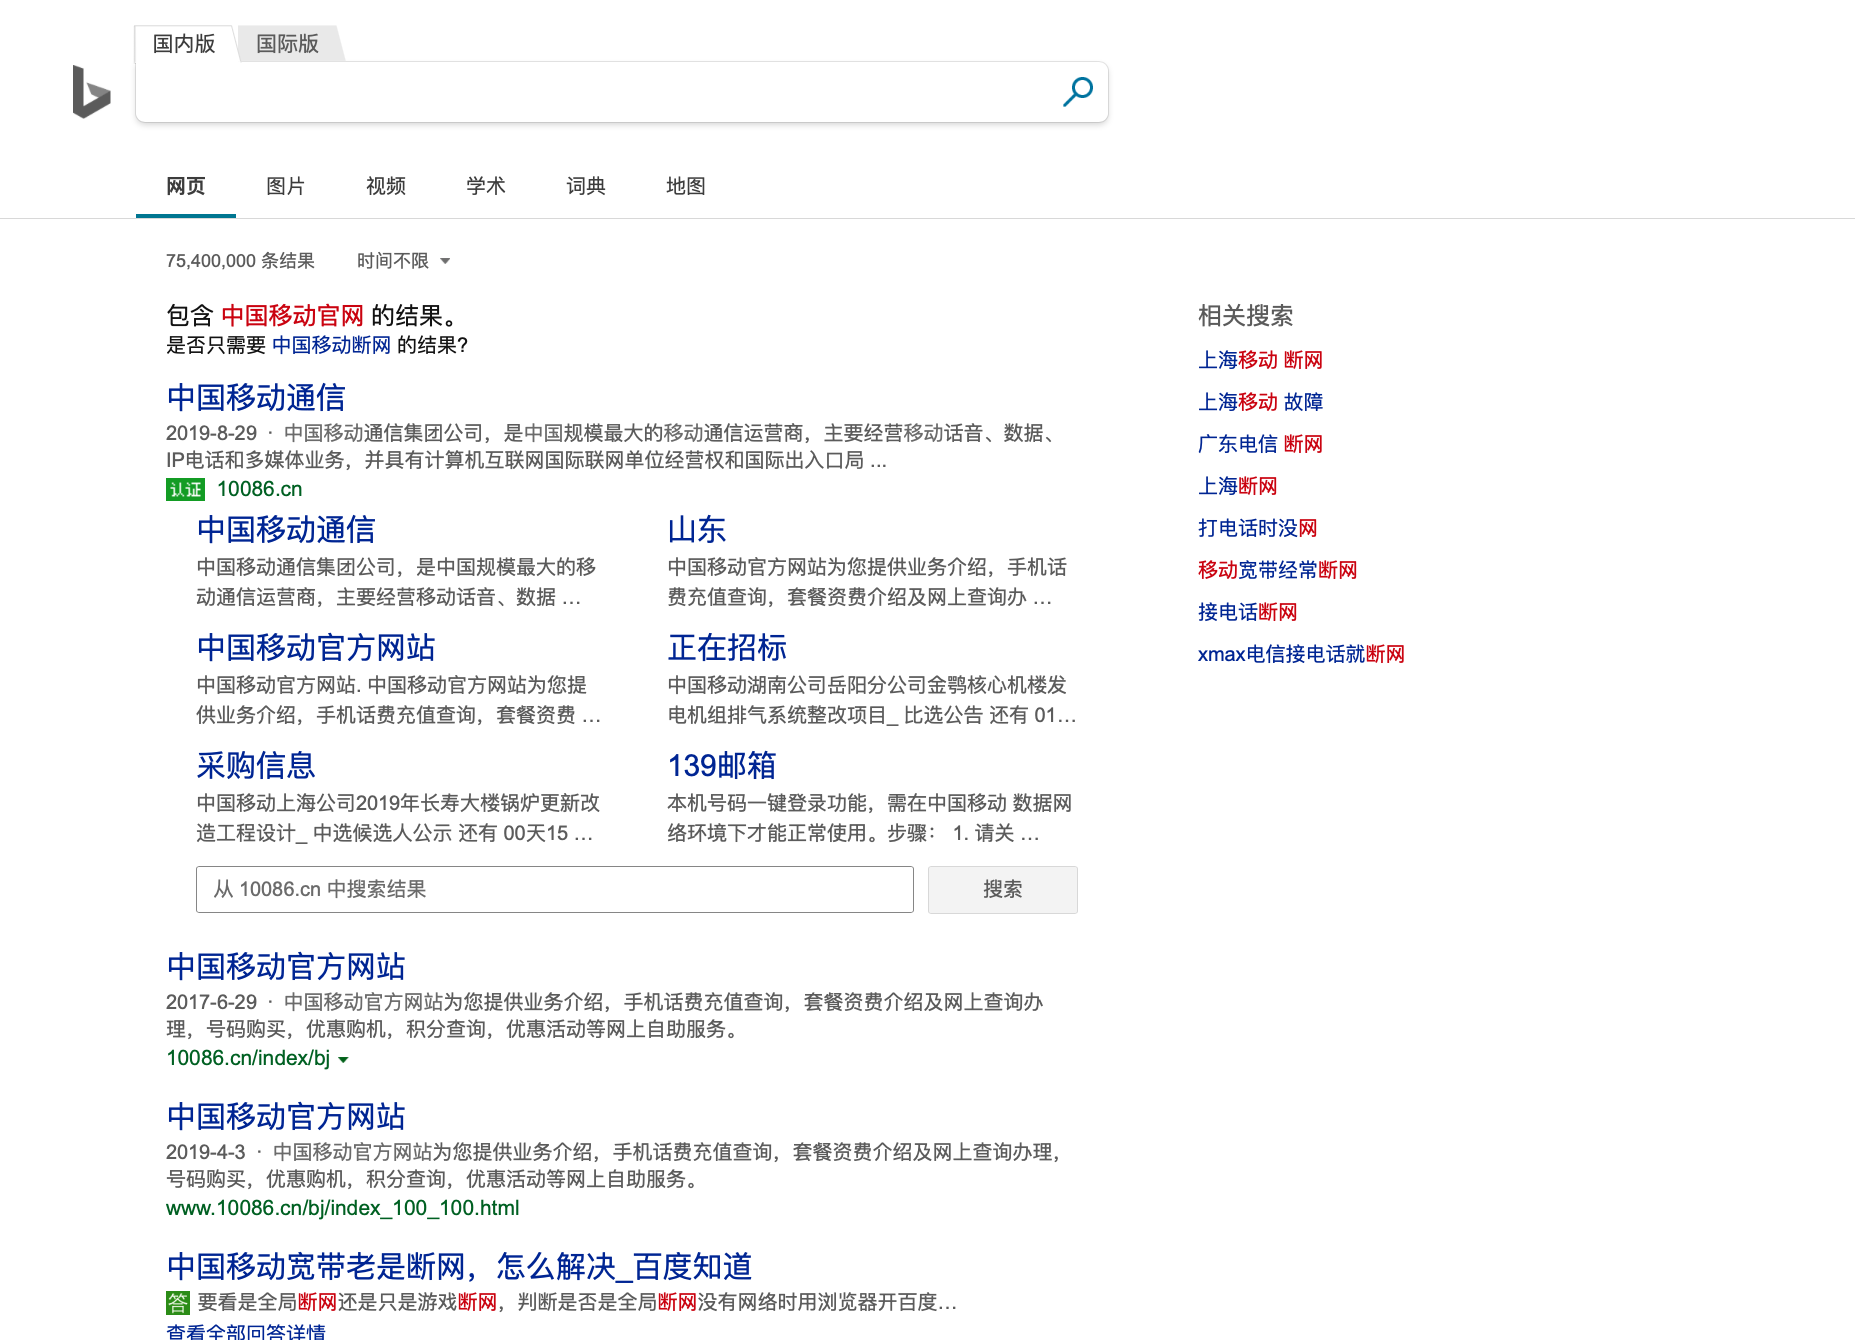 国内版
国际版
网页
图片
视频
学术
词典
地图
75,400,000 条结果
时间不限
包含 中国移动官网 的结果。
是否只需要 中国移动断网 的结果?
中国移动通信
2019-8-29 · 中国移动通信集团公司，是中国规模最大的移动通信运营商，主要经营移动话音、数据、
IP电话和多媒体业务，并具有计算机互联网国际联网单位经营权和国际出入口局 ...
认证 10086.cn
中国移动通信
中国移动通信集团公司，是中国规模最大的移
动通信运营商，主要经营移动话音、数据 ...
山东
中国移动官方网站为您提供业务介绍，手机话
费充值查询，套餐资费介绍及网上查询办 ...
中国移动官方网站
中国移动官方网站. 中国移动官方网站为您提
供业务介绍，手机话费充值查询，套餐资费 ...
正在招标
中国移动湖南公司岳阳分公司金鹗核心机楼发
电机组排气系统整改项目_ 比选公告 还有 01...
采购信息
中国移动上海公司2019年长寿大楼锅炉更新改
造工程设计_ 中选候选人公示 还有 00天15 ...
139邮箱
本机号码一键登录功能，需在中国移动 数据网
络环境下才能正常使用。步骤： 1. 请关 ...
从 10086.cn 中搜索结果
搜索
中国移动官方网站
2017-6-29 · 中国移动官方网站为您提供业务介绍，手机话费充值查询，套餐资费介绍及网上查询办
理，号码购买，优惠购机，积分查询，优惠活动等网上自助服务。
10086.cn/index/bj
中国移动官方网站
2019-4-3 · 中国移动官方网站为您提供业务介绍，手机话费充值查询，套餐资费介绍及网上查询办理，
号码购买，优惠购机，积分查询，优惠活动等网上自助服务。
www.10086.cn/bj/index_100_100.html
中国移动宽带老是断网，怎么解决_百度知道
答 要看是全局断网还是只是游戏断网，判断是否是全局断网没有网络时用浏览器开百度...
查看全部回答详情
相关搜索
上海移动 断网
上海移动 故障
广东电信 断网
上海断网
打电话时没网
移动宽带经常断网
接电话断网
xmax电信接电话就断网